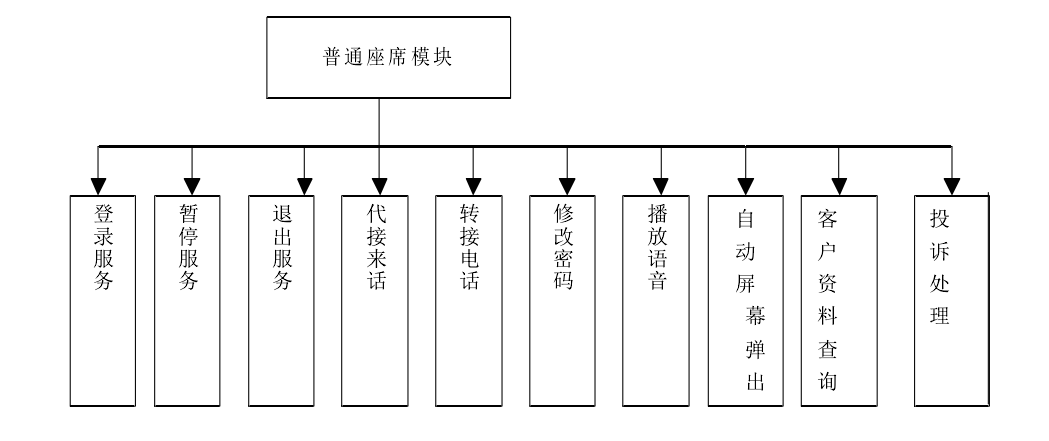 普通座席模块
登录服务
暂停服务
退出服务
代接来话
转接电话
修改密码
播放语音
自动屏幕弹出
客户资料查询
投诉处理